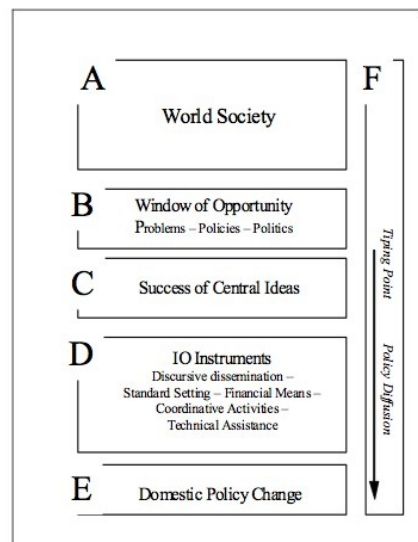 A
World Society
B
Window of Opportunity
Problems – Policies – Politics
C
Success of Central Ideas
D
IO Instruments
Discursive dissemination –
Standard Setting – Financial Means –
Coordinative Activities –
Technical Assistance
E
Domestic Policy Change
F
Tiping Point
Policy Diffusion